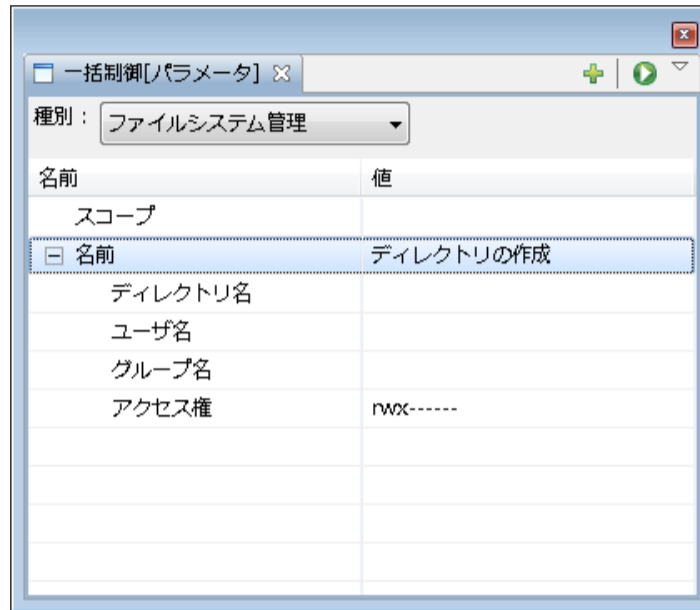 一括制御[パラメータ]
種別： ファイルシステム管理
名前 値
スコープ
名前 ディレクトリの作成
ディレクトリ名
ユーザ名
グループ名
アクセス権 rwx------